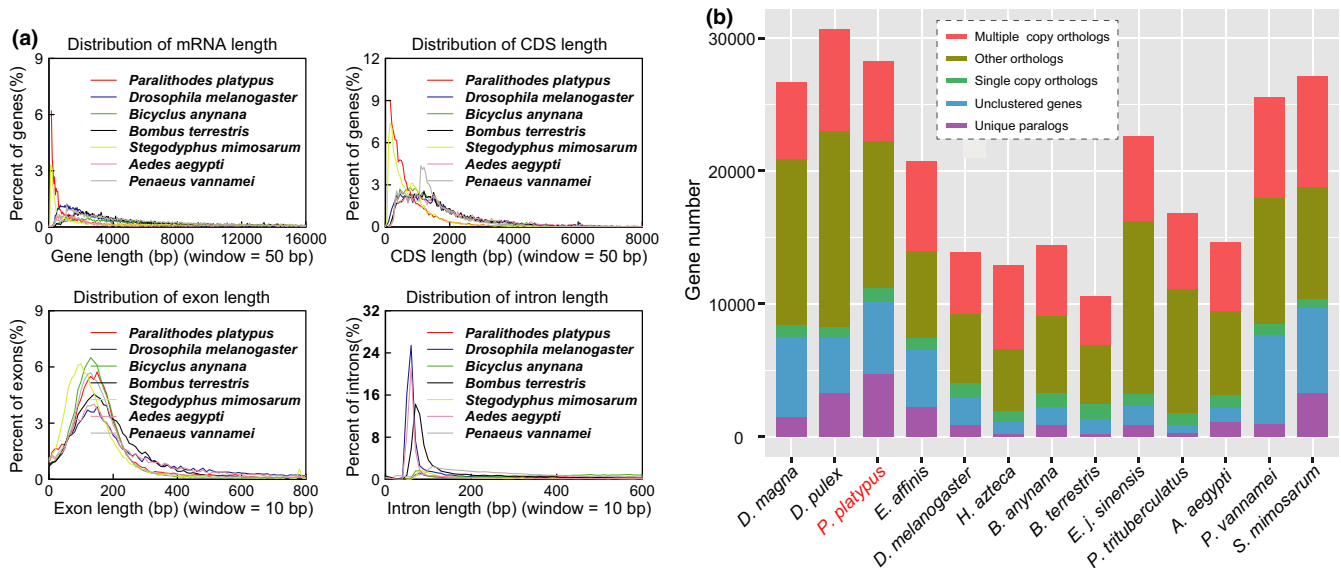 (a)
Distribution of mRNA length
Percent of genes(%)
9
6
3
0
Paralithodes platypus
Drosophila melanogaster
Bicyclus anynana
Bombus terrestris
Stegodyphus mimosarum
Aedes aegypti
Penaeus vannamei
0 4000 8000 12000 16000
Gene length (bp) (window = 50 bp)
Distribution of CDS length
Percent of genes(%)
12
9
6
3
0
Paralithodes platypus
Drosophila melanogaster
Bicyclus anynana
Bombus terrestris
Stegodyphus mimosarum
Aedes aegypti
Penaeus vannamei
0 2000 4000 6000 8000
CDS length (bp) (window = 50 bp)
Distribution of exon length
Percent of exons(%)
9
6
3
0
Paralithodes platypus
Drosophila melanogaster
Bicyclus anynana
Bombus terrestris
Stegodyphus mimosarum
Aedes aegypti
Penaeus vannamei
0 200 400 600 800
Exon length (bp) (window = 10 bp)
Distribution of intron length
Percent of introns(%)
32
24
16
8
0
Paralithodes platypus
Drosophila melanogaster
Bicyclus anynana
Bombus terrestris
Stegodyphus mimosarum
Aedes aegypti
Penaeus vannamei
0 200 400 600
Intron length (bp) (window = 10 bp)
(b)
Gene number
30000
20000
10000
0
Multiple copy orthologs
Other orthologs
Single copy orthologs
Unclustered genes
Unique paralogs
D. magna
D. pulex
P. platypus
E. affinis
D. melanogaster
H. azteca
B. anynana
B. terrestris
E. j. sinensis
P. trituberculatus
A. aegypti
P. vannamei
S. mimosarum